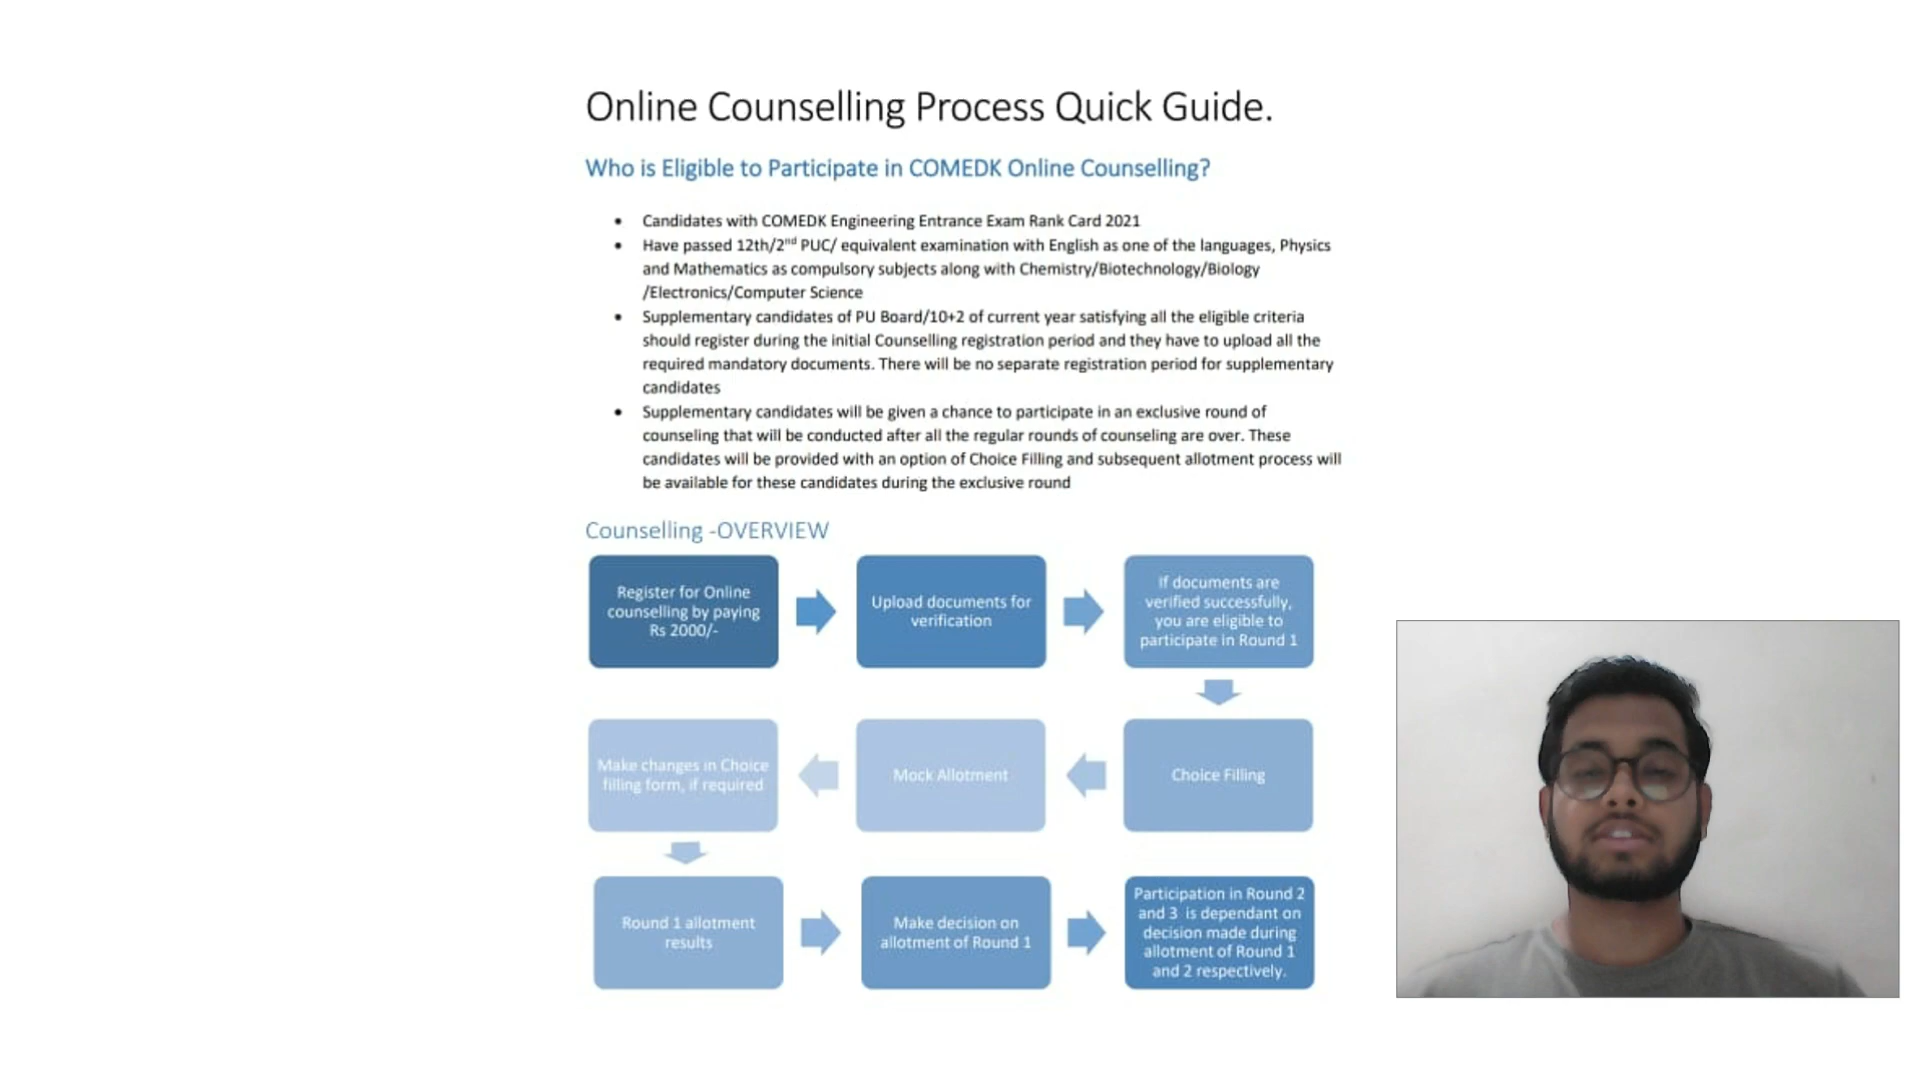 Online Counselling Process Quick Guide.
Who is Eligible to Participate in COMEDK Online Counselling?
• Candidates with COMEDK Engineering Entrance Exam Rank Card 2021
• Have passed 12th/2nd PUC/ equivalent examination with English as one of the languages, Physics
and Mathematics as compulsory subjects along with Chemistry/Biotechnology/Biology
/Electronics/Computer Science
• Supplementary candidates of PU Board/10+2 of current year satisfying all the eligible criteria
should register during the initial Counselling registration period and they have to upload all the
required mandatory documents. There will be no separate registration period for supplementary
candidates
• Supplementary candidates will be given a chance to participate in an exclusive round of
counseling that will be conducted after all the regular rounds of counseling are over. These
candidates will be provided with an option of Choice Filling and subsequent allotment process will
be available for these candidates during the exclusive round
Counselling -OVERVIEW
Register for Online
counselling by paying
Rs 2000/-
Upload documents for
verification
If documents are
verified successfully,
you are eligible to
participate in Round 1
Choice Filling
Mock Allotment
Make changes in Choice
filling form, if required
Round 1 allotment
results
Make decision on
allotment of Round 1
Participation in Round 2
and 3 is dependant on
decision made during
allotment of Round 1
and 2 respectively.